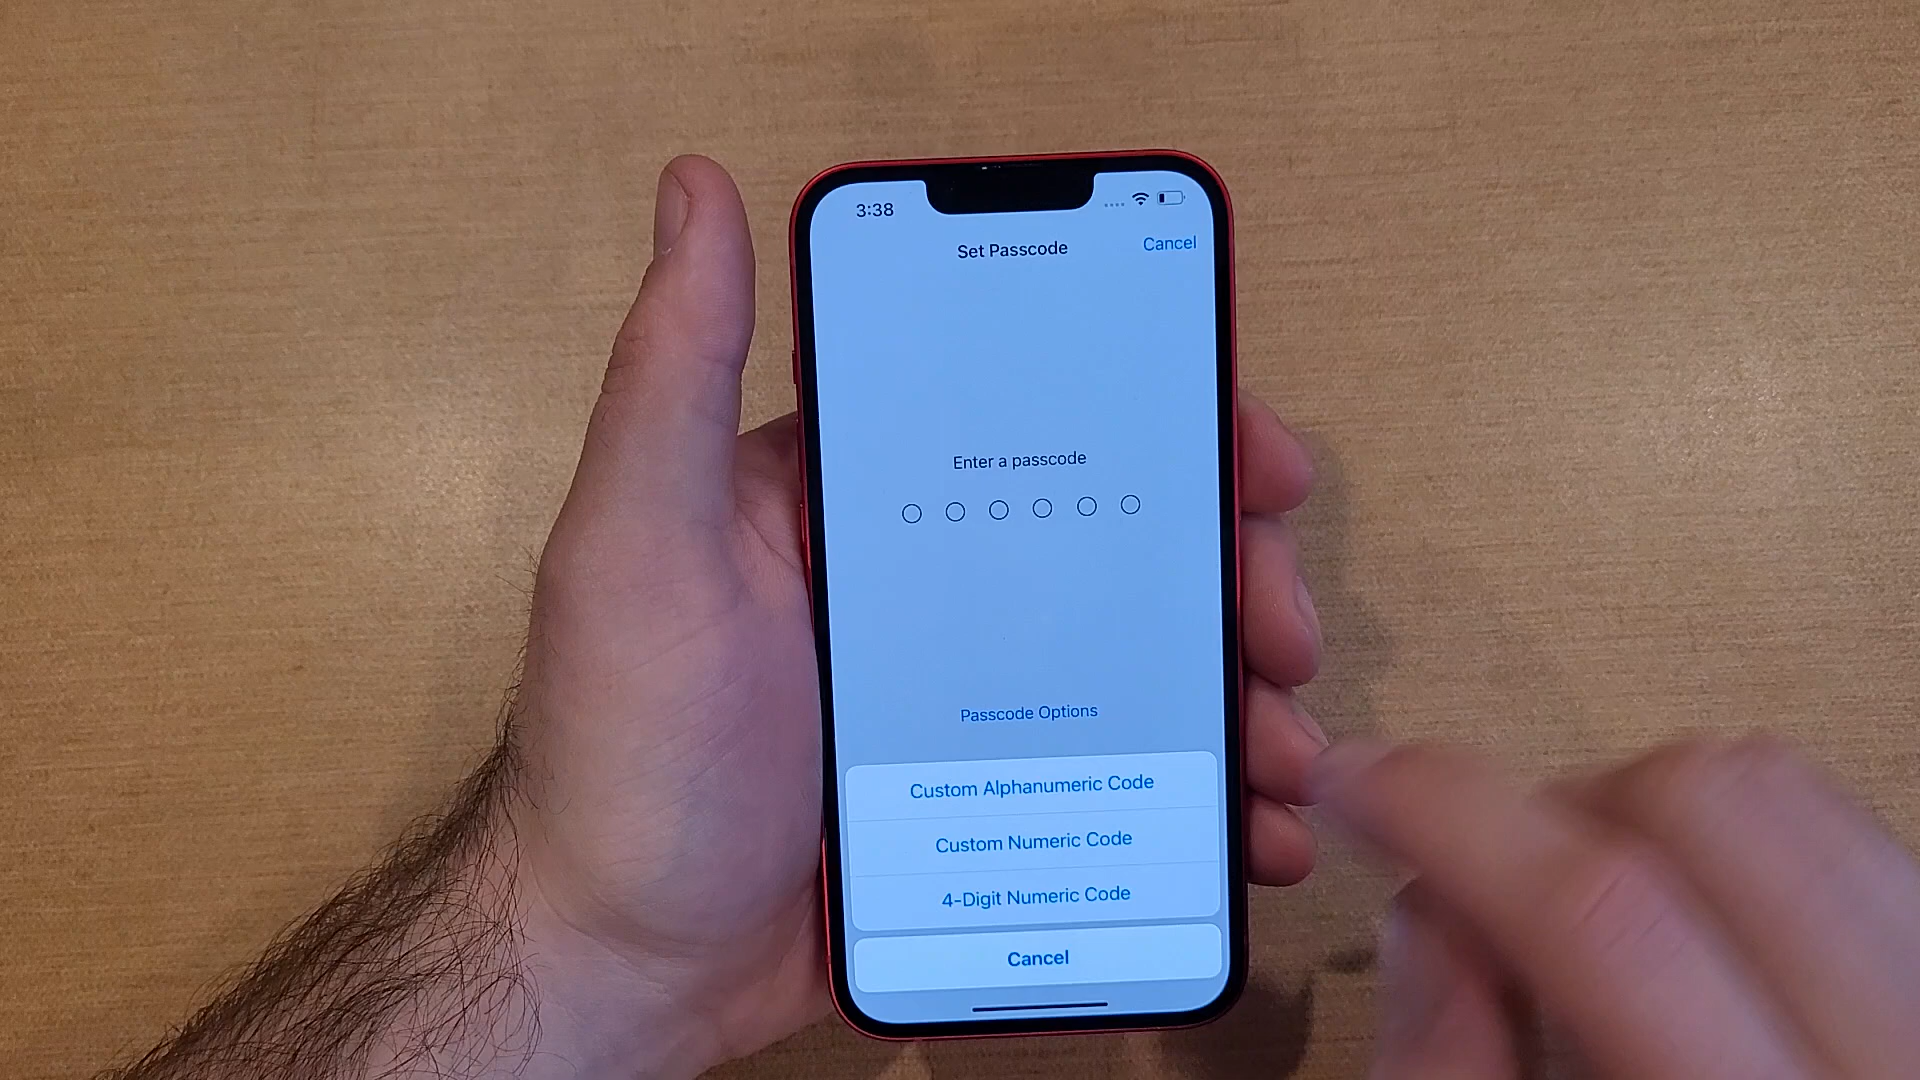 3:38
Set Passcode
Cancel
Enter a passcode
Passcode Options
Custom Alphanumeric Code
Custom Numeric Code
4-Digit Numeric Code
Cancel